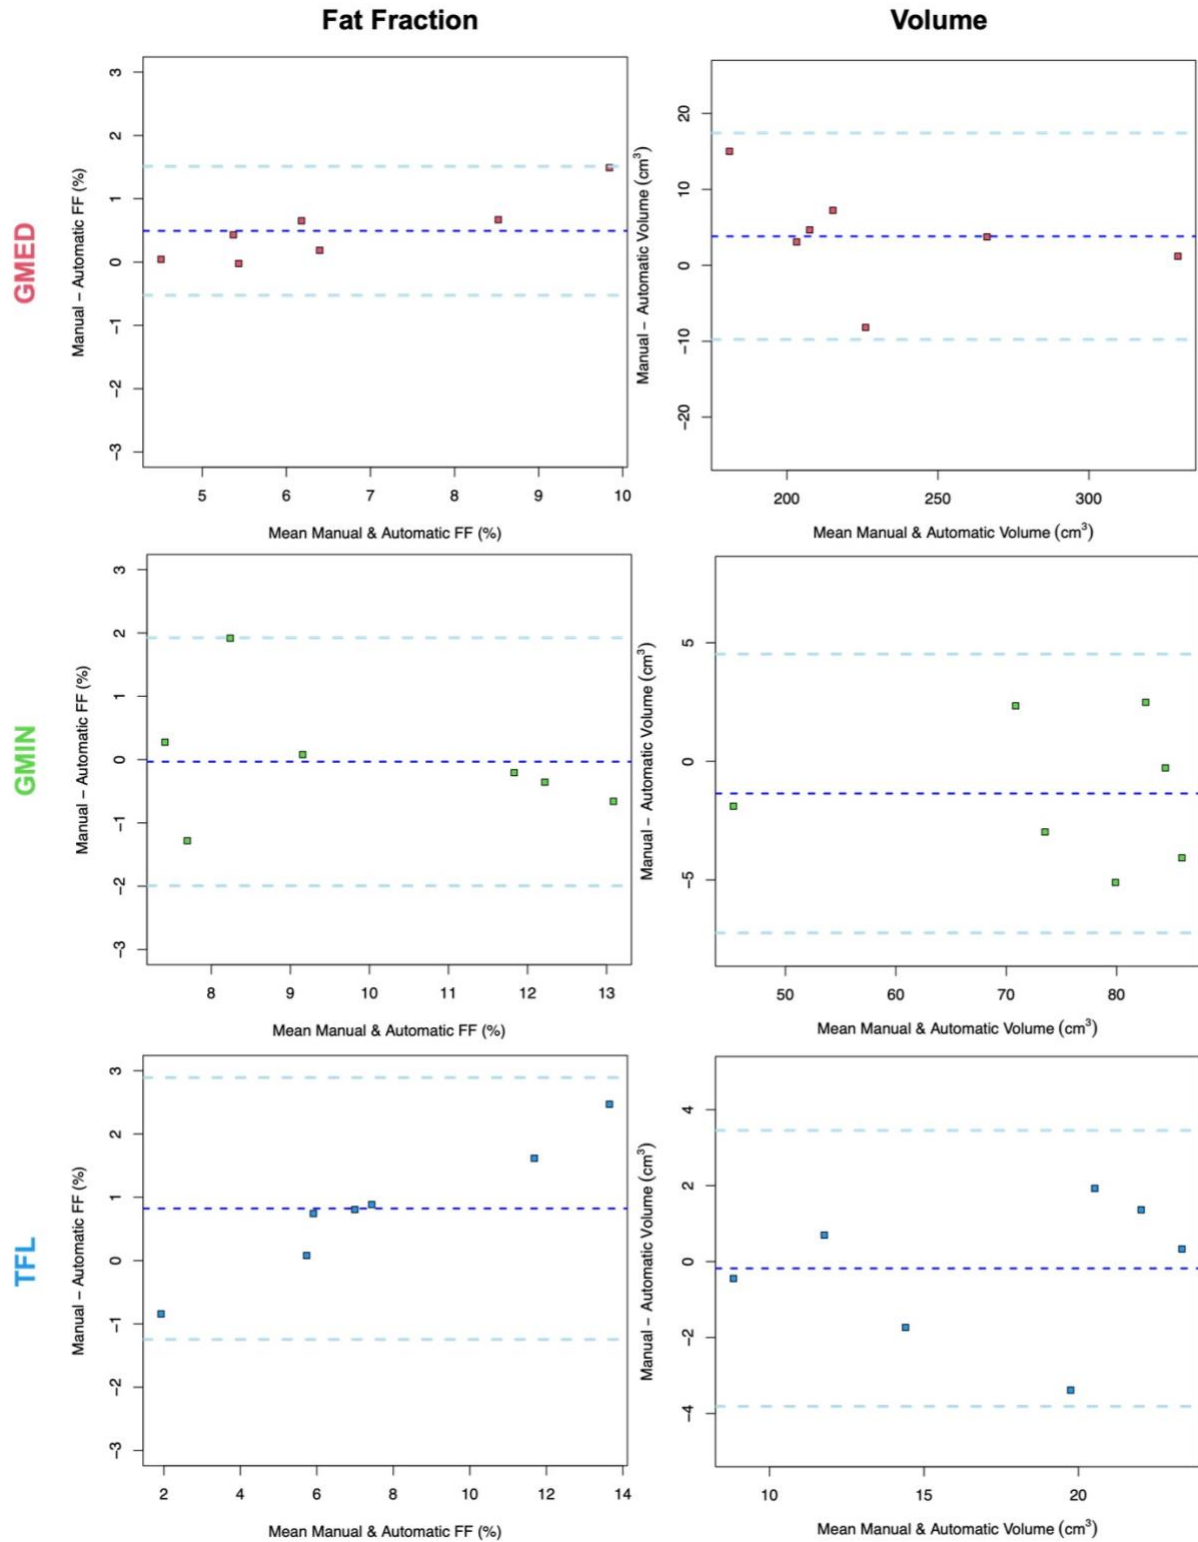 Fat Fraction
Volume
GMED
Manual – Automatic FF (%)
3
2
1
0
–1
–2
–3
5 6 7 8 9 10
Mean Manual & Automatic FF (%)
Manual – Automatic Volume (cm³)
20
10
0
–10
–20
200 250 300
Mean Manual & Automatic Volume (cm³)
GMIN
Manual – Automatic FF (%)
3
2
1
0
–1
–2
–3
8 9 10 11 12 13
Mean Manual & Automatic FF (%)
Manual – Automatic Volume (cm³)
5
0
–5
50 60 70 80
Mean Manual & Automatic Volume (cm³)
TFL
Manual – Automatic FF (%)
3
2
1
0
–1
–2
–3
2 4 6 8 10 12 14
Mean Manual & Automatic FF (%)
Manual – Automatic Volume (cm³)
4
2
0
–2
–4
10 15 20
Mean Manual & Automatic Volume (cm³)